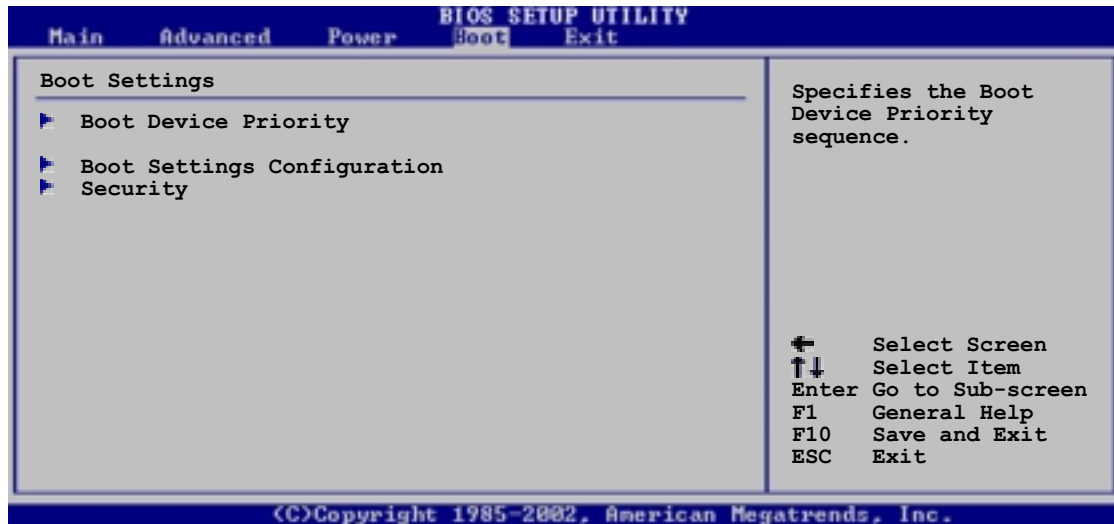 BIOS SETUP UTILITY
Main Advanced Power Boot Exit
Boot Settings
Boot Device Priority
Boot Settings Configuration
Security
Specifies the Boot
Device Priority
sequence.
← Select Screen
↑↓ Select Item
Enter Go to Sub-screen
F1 General Help
F10 Save and Exit
ESC Exit
(C)Copyright 1985-2002, American Megatrends, Inc.